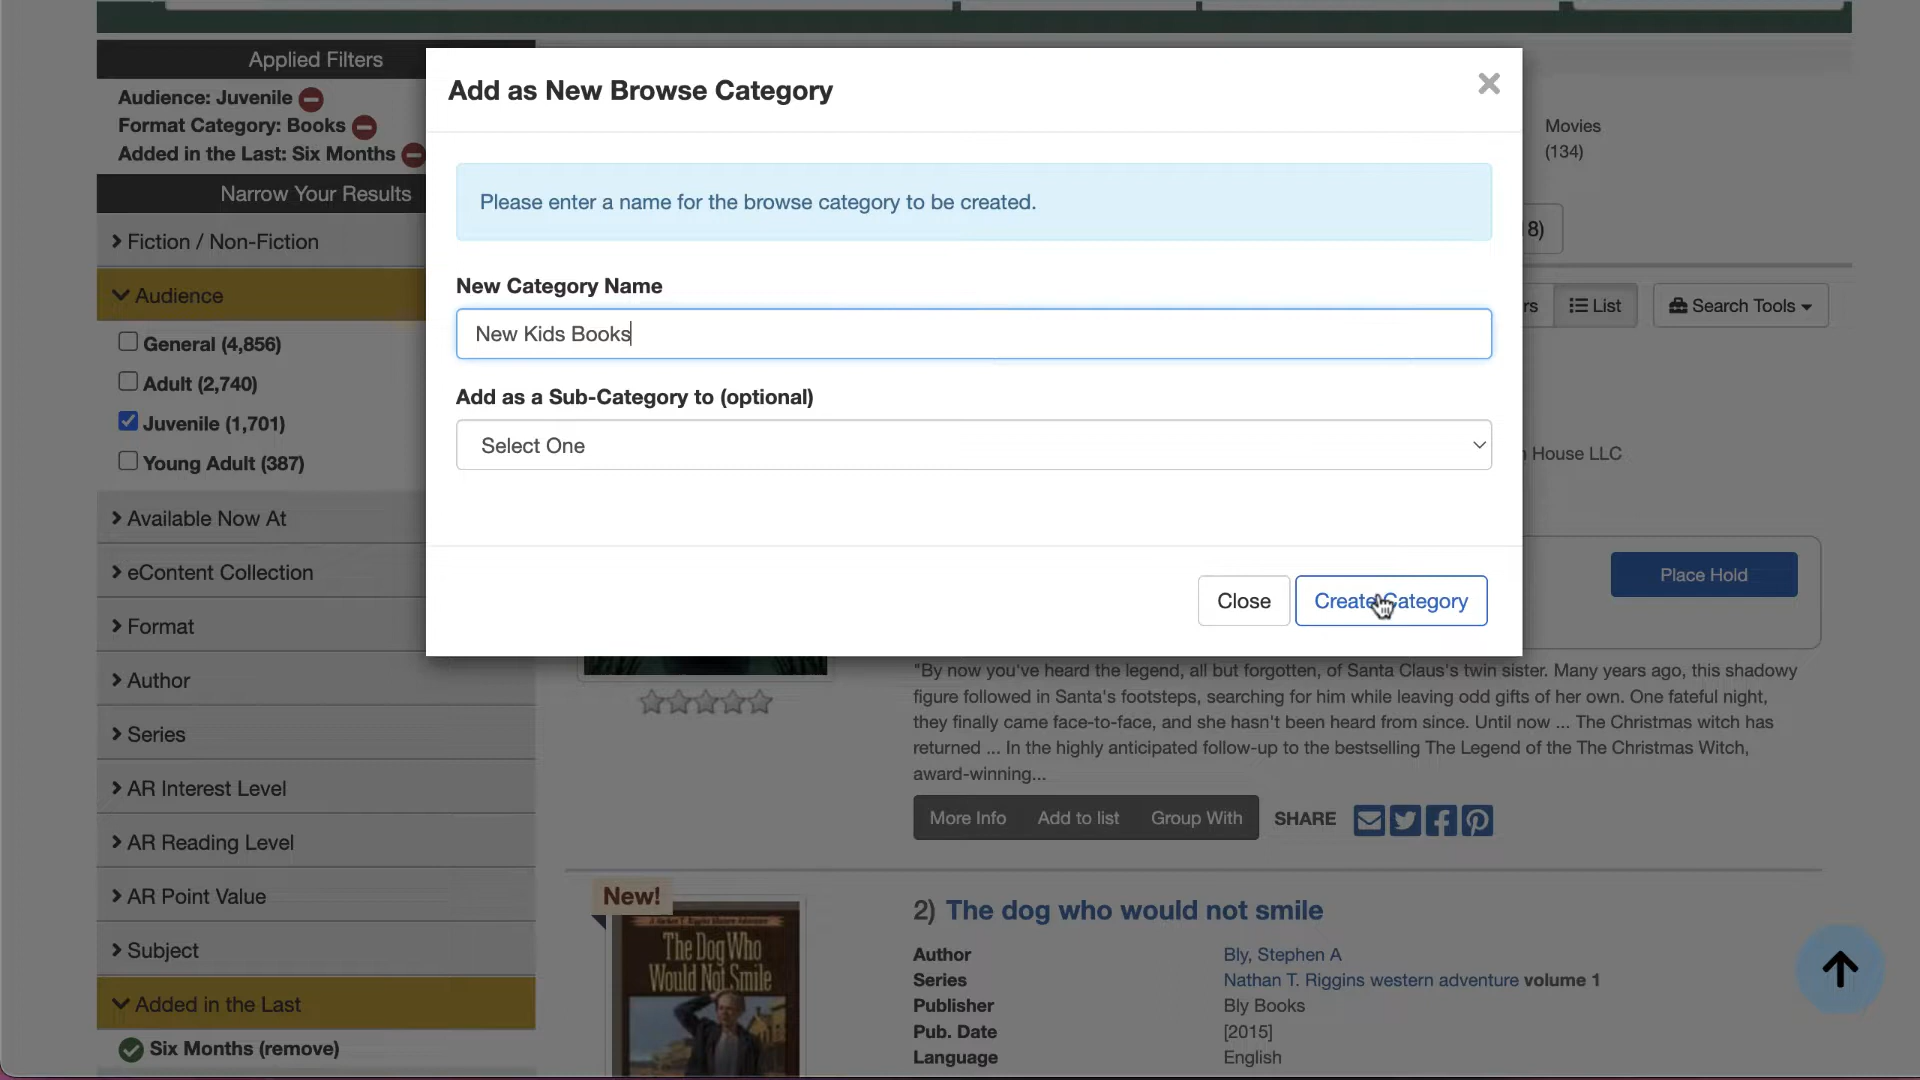 Applied Filters
Audience: Juvenile
Format Category: Books
Added in the Last: Six Months
Narrow Your Results
Fiction / Non-Fiction
Audience
General (4,856)
Adult (2,740)
Juvenile (1,701)
Young Adult (387)
Available Now At
eContent Collection
Format
Author
Series
AR Interest Level
AR Reading Level
AR Point Value
Subject
Added in the Last
Six Months (remove)
Add as New Browse Category
×
Please enter a name for the browse category to be created.
New Category Name
New Kids Books
Add as a Sub-Category to (optional)
Select One
Close
Create Category
Movies
(134)
8)
rs
List
Search Tools
House LLC
Place Hold
"By now you've heard the legend, all but forgotten, of Santa Claus's twin sister. Many years ago, this shadowy
figure followed in Santa's footsteps, searching for him while leaving odd gifts of her own. One fateful night,
they finally came face-to-face, and she hasn't been heard from since. Until now ... The Christmas witch has
returned ... In the highly anticipated follow-up to the bestselling The Legend of the The Christmas Witch,
award-winning...
More Info
Add to list
Group With
SHARE
New!
The Dog Who
Would Not Smile
2) The dog who would not smile
Author
Bly, Stephen A
Series
Nathan T. Riggins western adventure volume 1
Publisher
Bly Books
Pub. Date
[2015]
Language
English